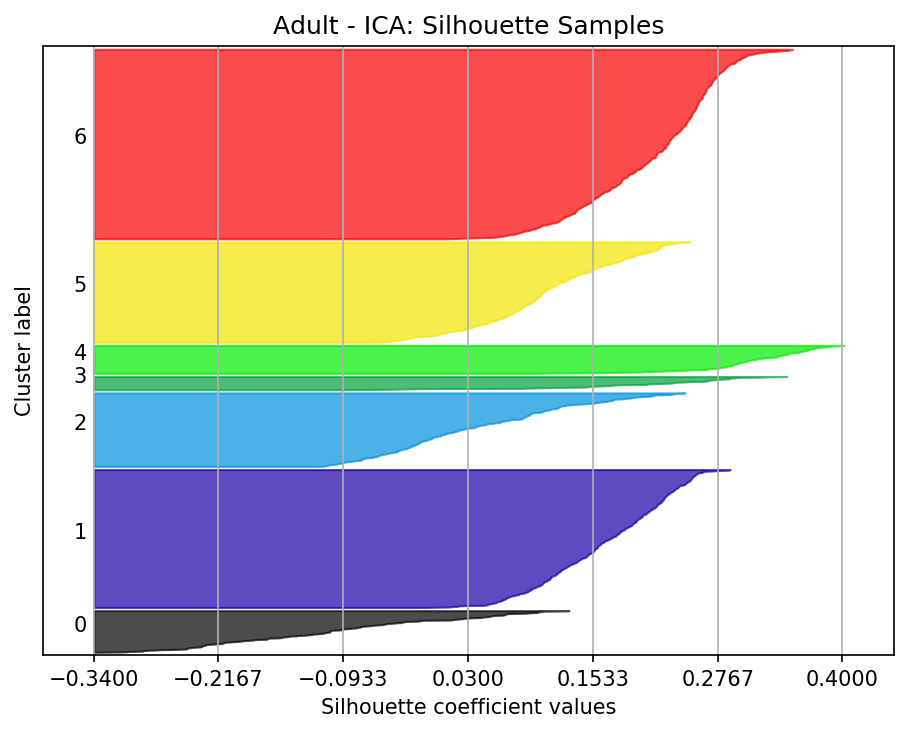 Adult - ICA: Silhouette Samples
Cluster label
6
5
4
3
2
1
0
−0.3400 −0.2167 −0.0933 0.0300 0.1533 0.2767 0.4000
Silhouette coefficient values